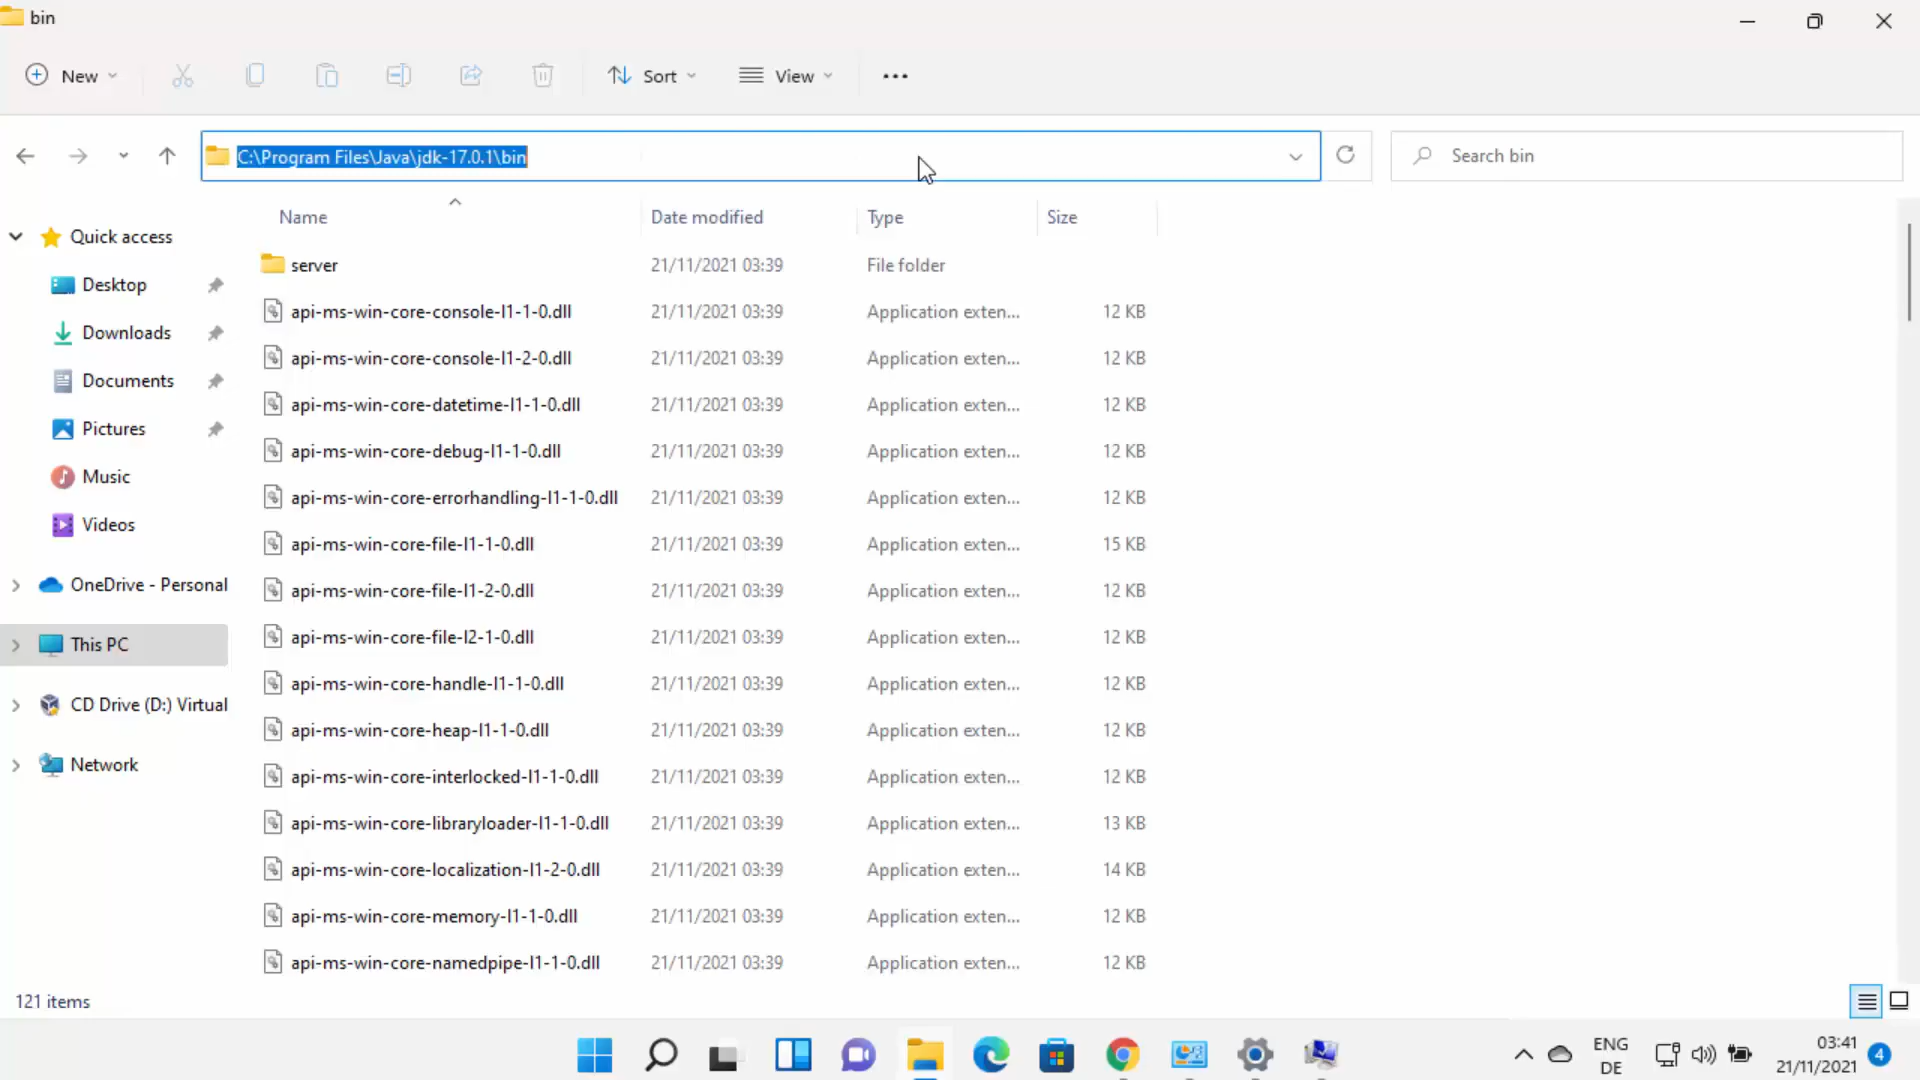 bin
New
Sort
View
C:\Program Files\Java\jdk-17.0.1\bin
Search bin
Name Date modified Type Size
Quick access
Desktop
Downloads
Documents
Pictures
Music
Videos
OneDrive - Personal
This PC
CD Drive (D:) Virtual
Network
server 21/11/2021 03:39 File folder
api-ms-win-core-console-l1-1-0.dll 21/11/2021 03:39 Application exten... 12 KB
api-ms-win-core-console-l1-2-0.dll 21/11/2021 03:39 Application exten... 12 KB
api-ms-win-core-datetime-l1-1-0.dll 21/11/2021 03:39 Application exten... 12 KB
api-ms-win-core-debug-l1-1-0.dll 21/11/2021 03:39 Application exten... 12 KB
api-ms-win-core-errorhandling-l1-1-0.dll 21/11/2021 03:39 Application exten... 12 KB
api-ms-win-core-file-l1-1-0.dll 21/11/2021 03:39 Application exten... 15 KB
api-ms-win-core-file-l1-2-0.dll 21/11/2021 03:39 Application exten... 12 KB
api-ms-win-core-file-l2-1-0.dll 21/11/2021 03:39 Application exten... 12 KB
api-ms-win-core-handle-l1-1-0.dll 21/11/2021 03:39 Application exten... 12 KB
api-ms-win-core-heap-l1-1-0.dll 21/11/2021 03:39 Application exten... 12 KB
api-ms-win-core-interlocked-l1-1-0.dll 21/11/2021 03:39 Application exten... 12 KB
api-ms-win-core-libraryloader-l1-1-0.dll 21/11/2021 03:39 Application exten... 13 KB
api-ms-win-core-localization-l1-2-0.dll 21/11/2021 03:39 Application exten... 14 KB
api-ms-win-core-memory-l1-1-0.dll 21/11/2021 03:39 Application exten... 12 KB
api-ms-win-core-namedpipe-l1-1-0.dll 21/11/2021 03:39 Application exten... 12 KB
121 items
ENG
DE
03:41
21/11/2021
4